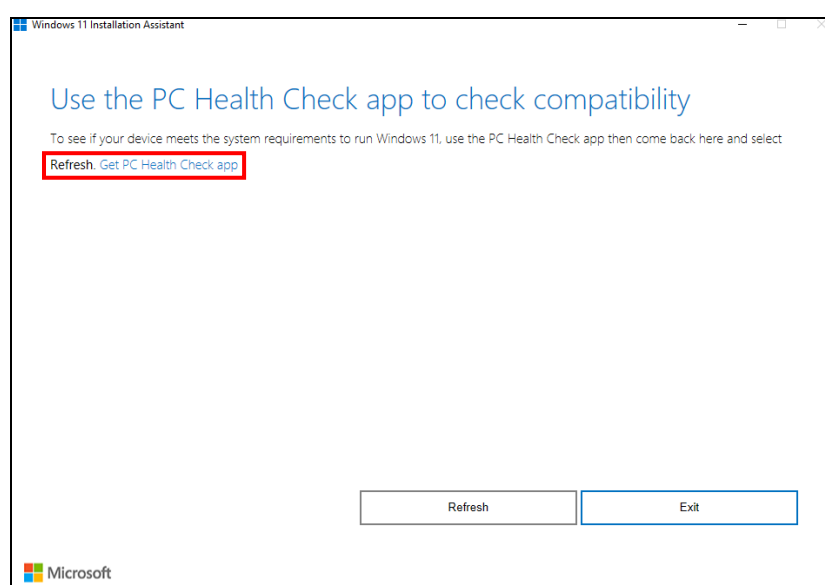 Windows 11 Installation Assistant
Use the PC Health Check app to check compatibility
To see if your device meets the system requirements to run Windows 11, use the PC Health Check app then come back here and select
Refresh. Get PC Health Check app
Refresh
Exit
Microsoft